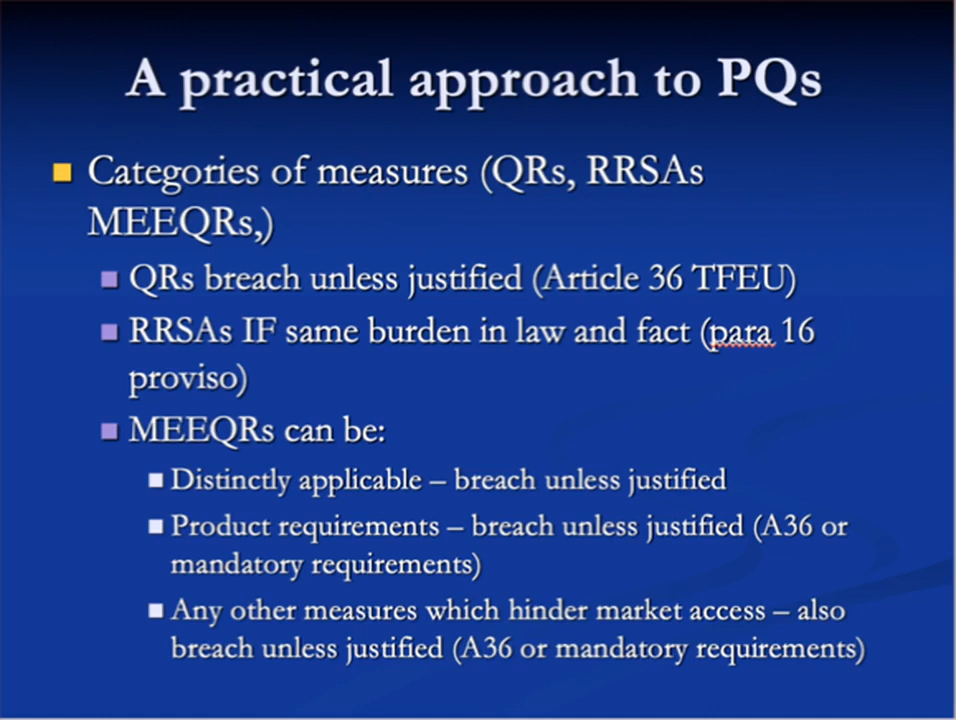 A practical approach to PQs
Categories of measures (QRs, RRSAs
MEEQRs,)
QRs breach unless justified (Article 36 TFEU)
RRSAs IF same burden in law and fact (para 16
proviso)
MEEQRs can be:
Distinctly applicable – breach unless justified
Product requirements – breach unless justified (A36 or
mandatory requirements)
Any other measures which hinder market access – also
breach unless justified (A36 or mandatory requirements)